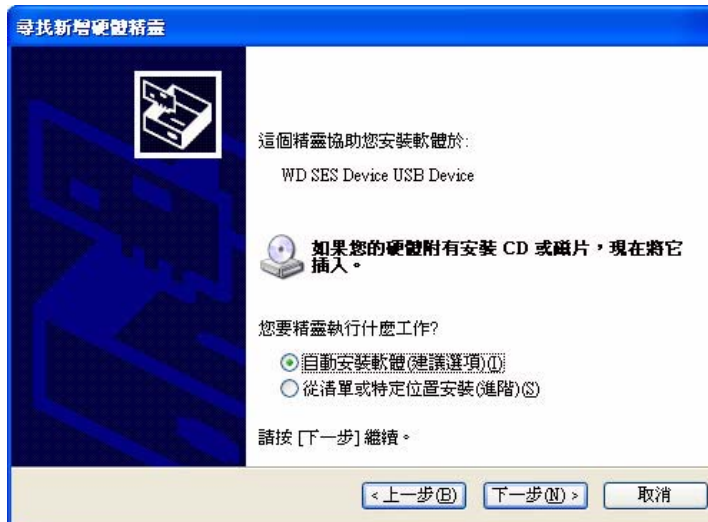 尋找新增硬體精靈
這個精靈協助您安裝軟體於:
WD SES Device USB Device
如果您的硬體附有安裝 CD 或磁片，現在將它
插入。
您要精靈執行什麼工作?
自動安裝軟體(建議選項)(I)
從清單或特定位置安裝(進階)(S)
請按 [下一步] 繼續。
< 上一步(B) 下一步(N) > 取消